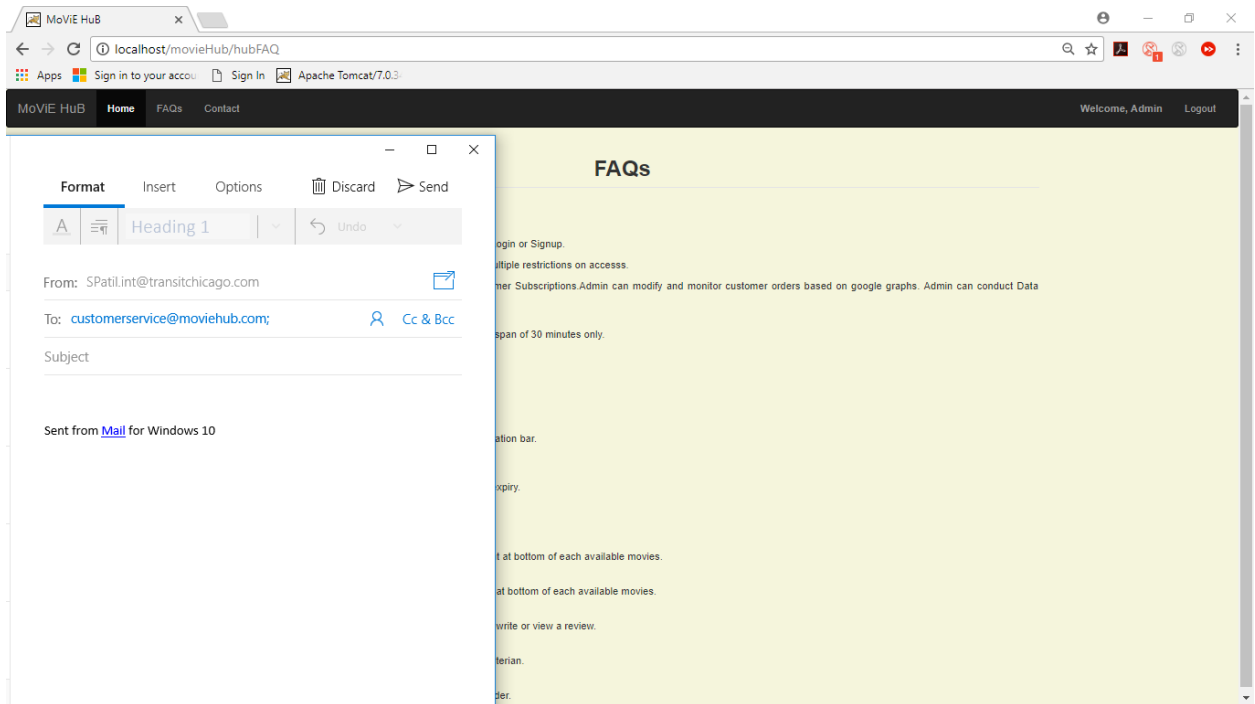 MoViE HuB
localhost/movieHub/hubFAQ
1
Apps Sign in to your accou Sign In Apache Tomcat/7.0.3
MoViE HuB Home FAQs Contact Welcome, Admin Logout
FAQs
Format Insert Options Discard Send
A Heading 1 Undo
From: SPatil.int@transitchicago.com
To: customerservice@moviehub.com; Cc & Bcc
Subject
Sent from Mail for Windows 10
ogin or Signup.
ultiple restrictions on accesss.
mer Subscriptions.Admin can modify and monitor customer orders based on google graphs. Admin can conduct Data
span of 30 minutes only.
ation bar.
expiry.
t at bottom of each available movies.
at bottom of each available movies.
write or view a review.
terian.
der.